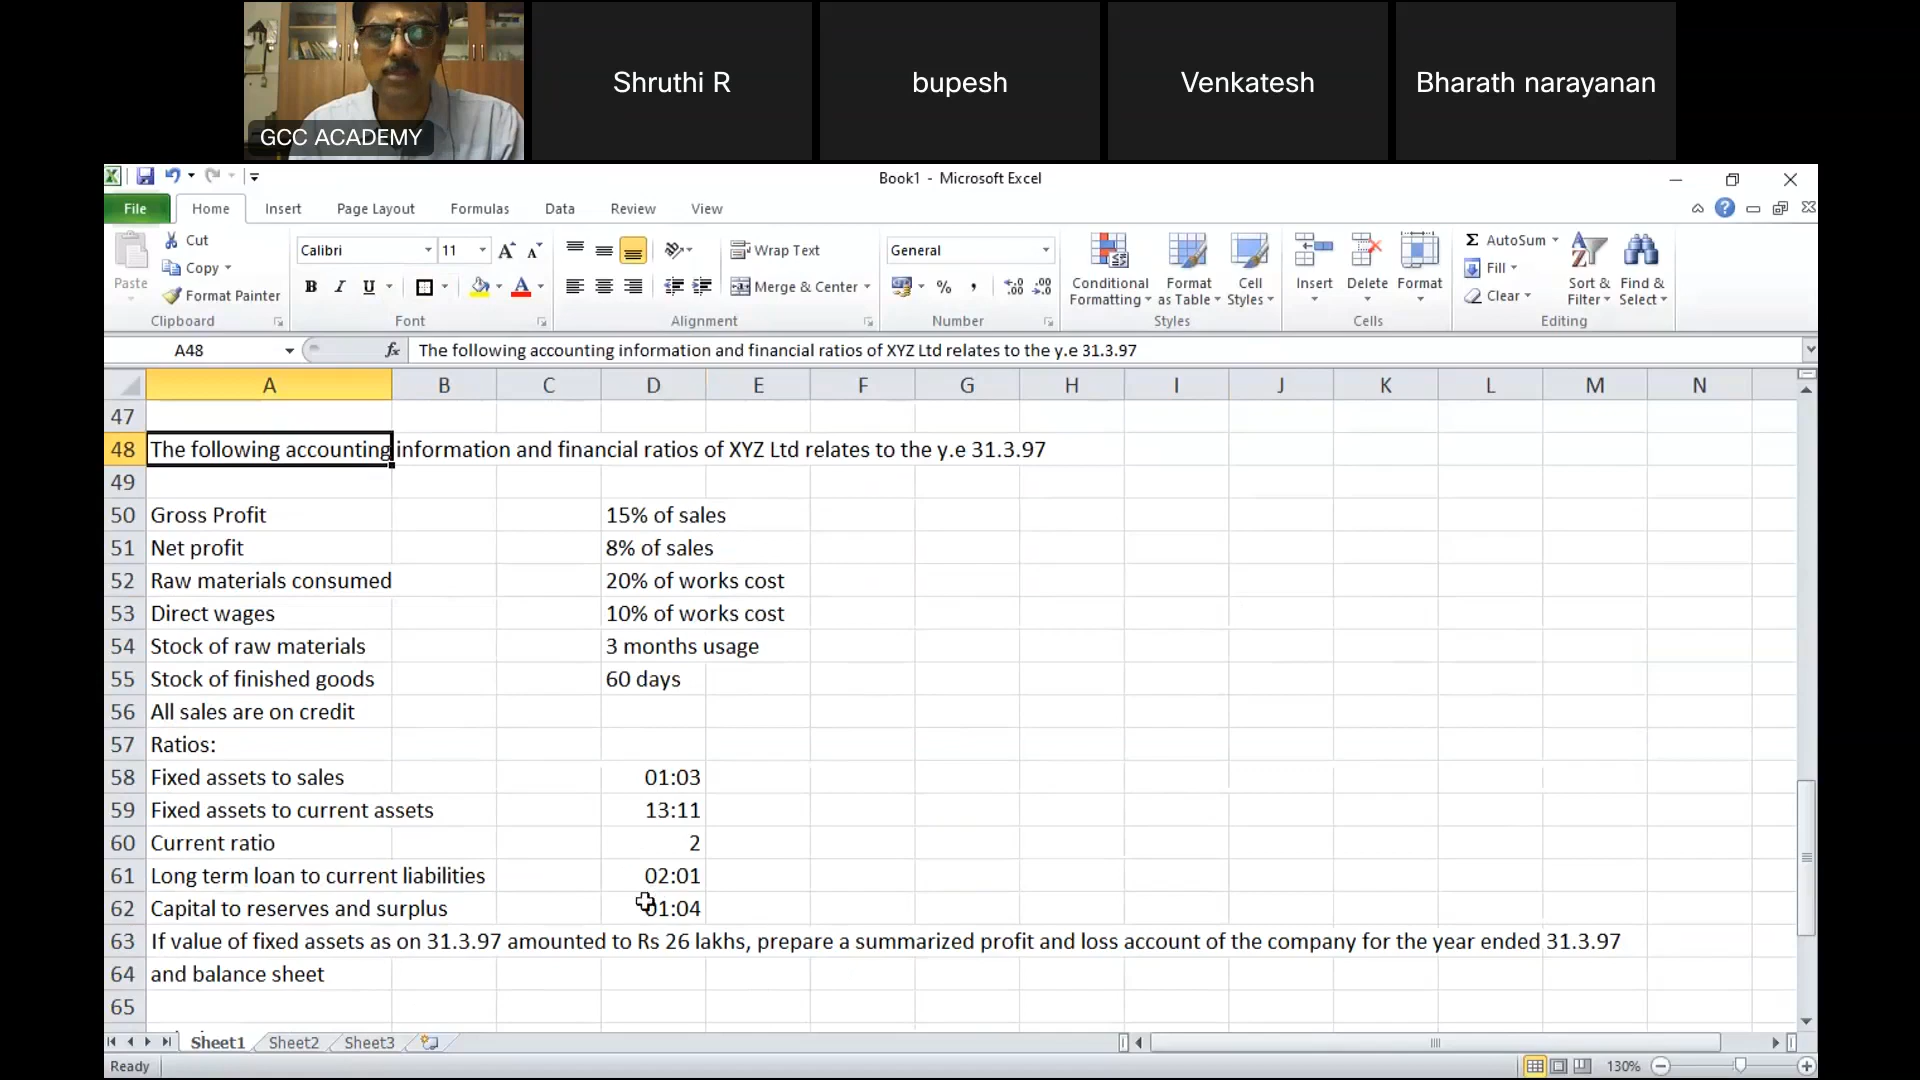 GCC ACADEMY
Shruthi R
bupesh
Venkatesh
Bharath narayanan
Book1 - Microsoft Excel
File Home Insert Page Layout Formulas Data Review View
Paste
Cut
Copy
Format Painter
Clipboard
Calibri 11
B I U
Font
Wrap Text
Merge & Center
Alignment
General
Number
Conditional Formatting
Format as Table
Cell Styles
Styles
Insert
Delete
Format
Cells
AutoSum
Fill
Clear
Sort & Filter
Find & Select
Editing
A48 fx The following accounting information and financial ratios of XYZ Ltd relates to the y.e 31.3.97
A B C D E F G H I J K L M N
47
48 The following accounting information and financial ratios of XYZ Ltd relates to the y.e 31.3.97
49
50 Gross Profit 15% of sales
51 Net profit 8% of sales
52 Raw materials consumed 20% of works cost
53 Direct wages 10% of works cost
54 Stock of raw materials 3 months usage
55 Stock of finished goods 60 days
56 All sales are on credit
57 Ratios:
58 Fixed assets to sales 01:03
59 Fixed assets to current assets 13:11
60 Current ratio 2
61 Long term loan to current liabilities 02:01
62 Capital to reserves and surplus 01:04
63 If value of fixed assets as on 31.3.97 amounted to Rs 26 lakhs, prepare a summarized profit and loss account of the company for the year ended 31.3.97
64 and balance sheet
65
Sheet1 Sheet2 Sheet3
Ready 130%